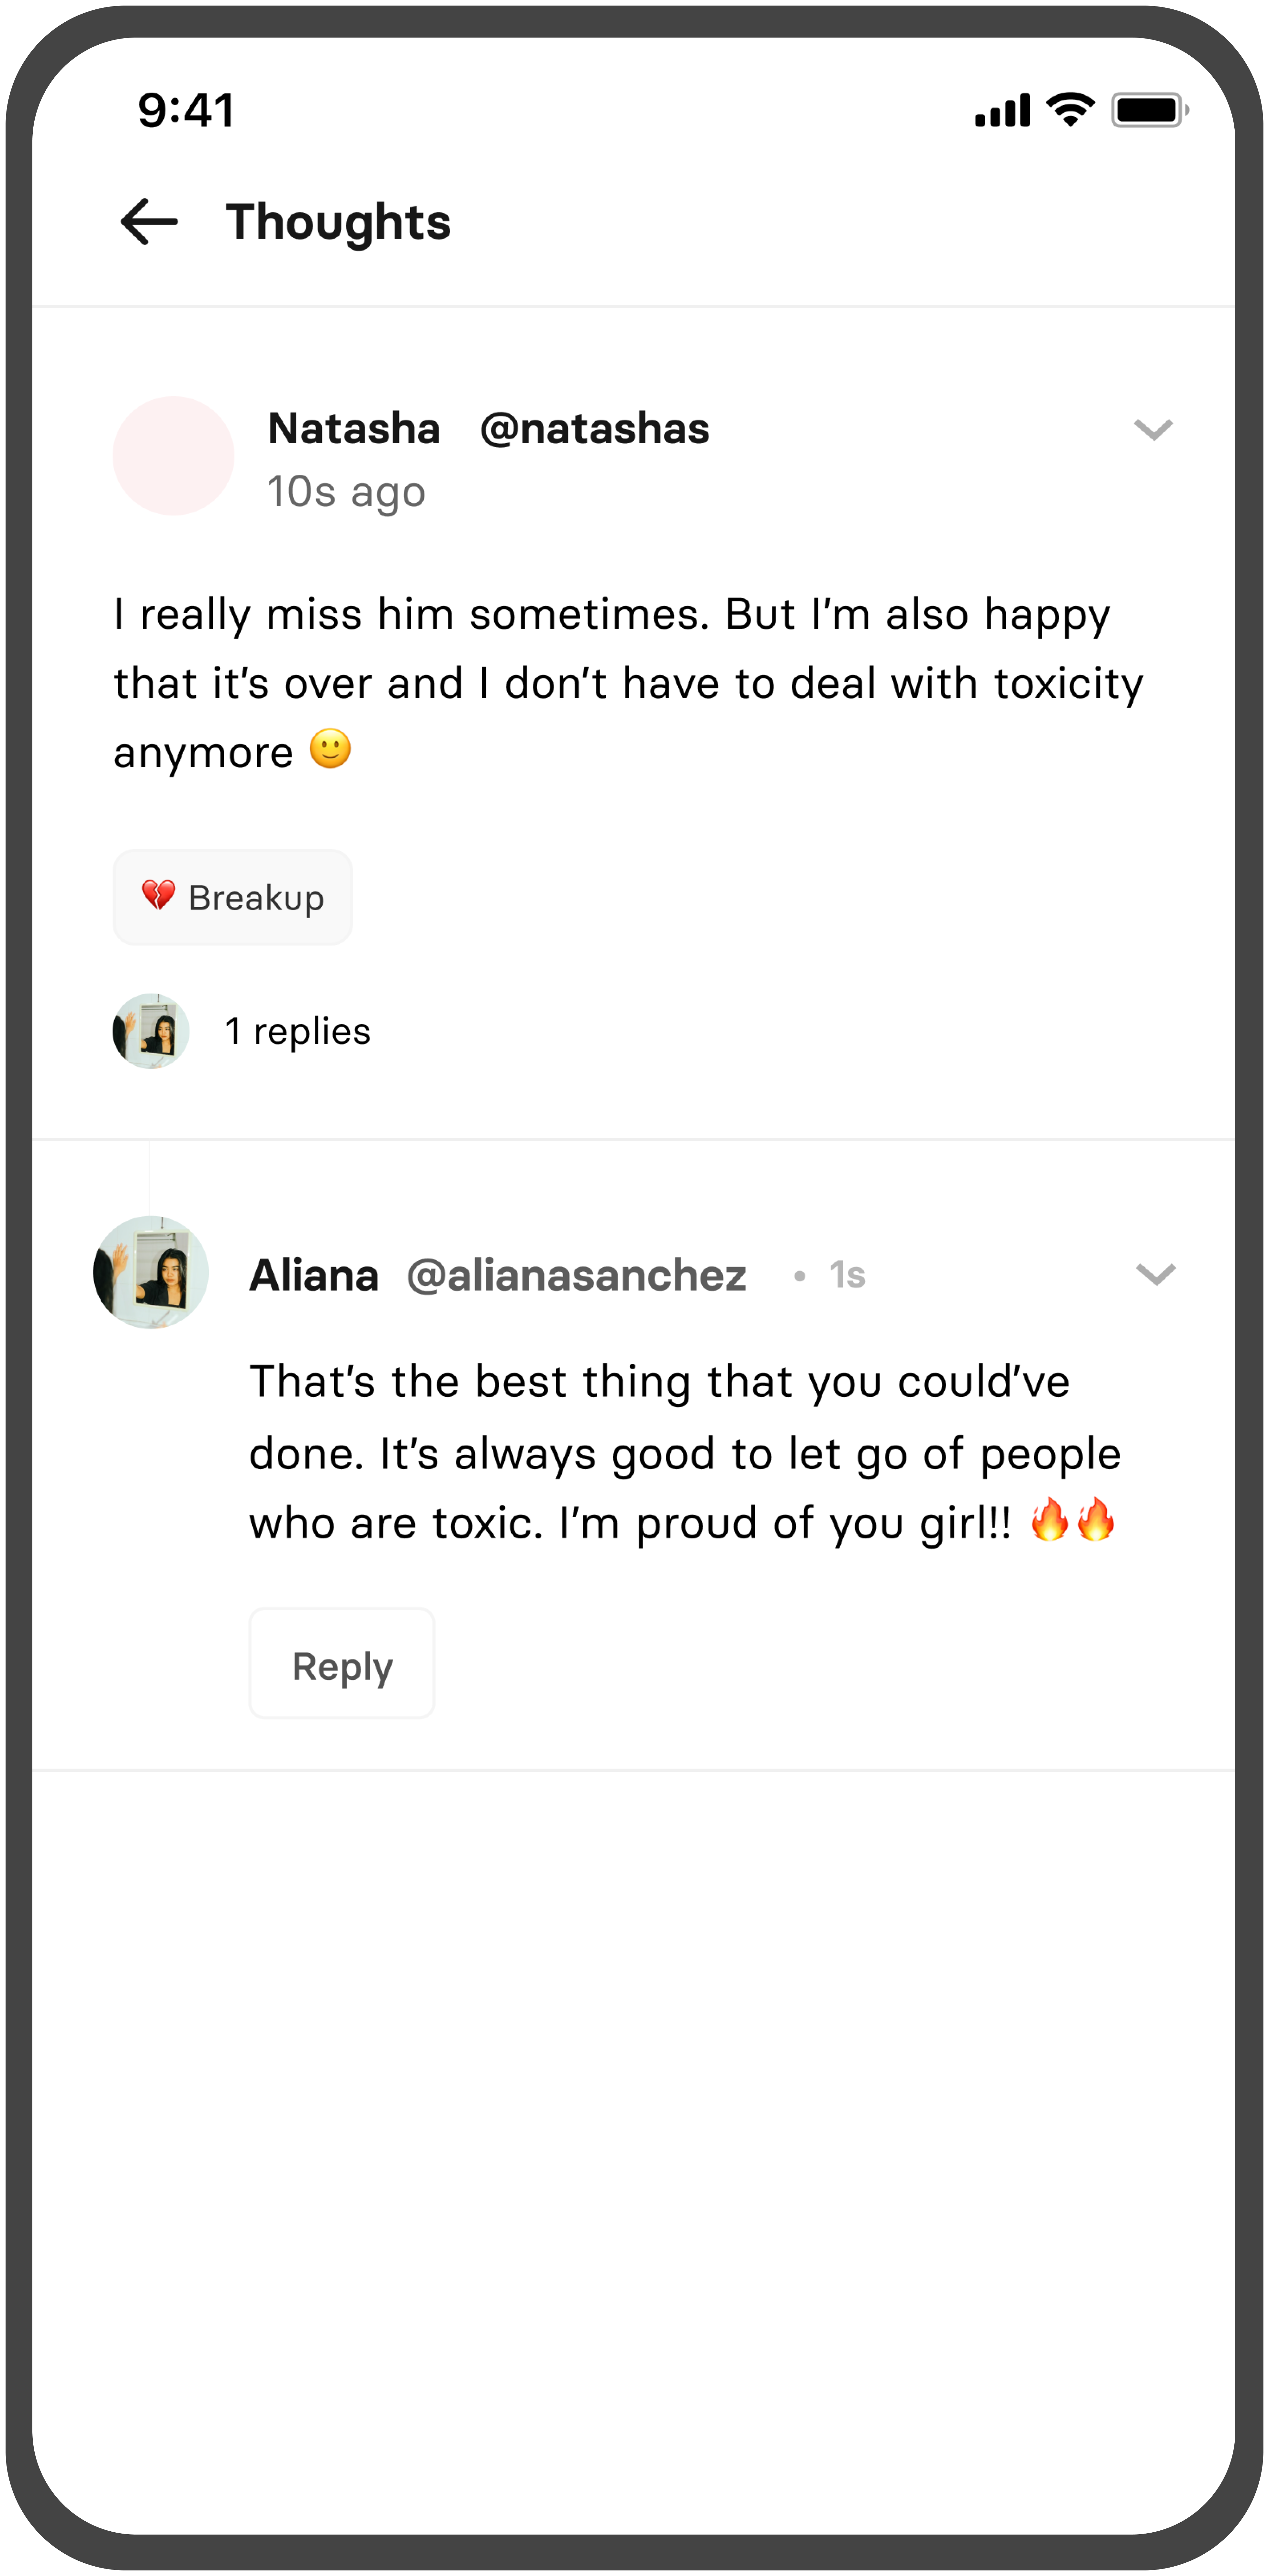 9:41
Thoughts
Natasha @natashas
10s ago
I really miss him sometimes. But I’m also happy
that it’s over and I don’t have to deal with toxicity
anymore 🙂
💔 Breakup
1 replies
Aliana @alianasanchez • 1s
That’s the best thing that you could’ve
done. It’s always good to let go of people
who are toxic. I’m proud of you girl!! 🔥🔥
Reply